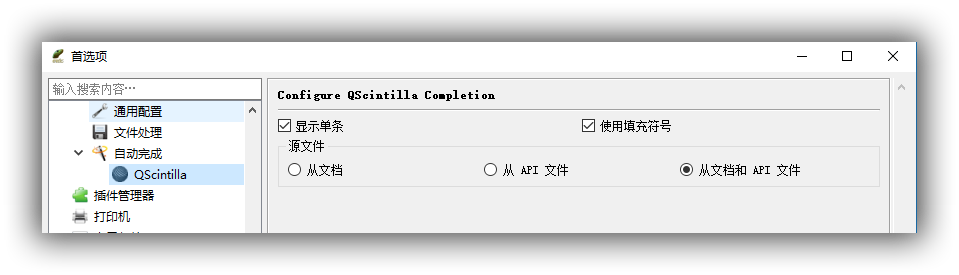 首选项
输入搜索内容…
通用配置
文件处理
自动完成
QScintilla
插件管理器
打印机
Configure QScintilla Completion
显示单条 使用填充符号
源文件
从文档 从 API 文件 从文档和 API 文件